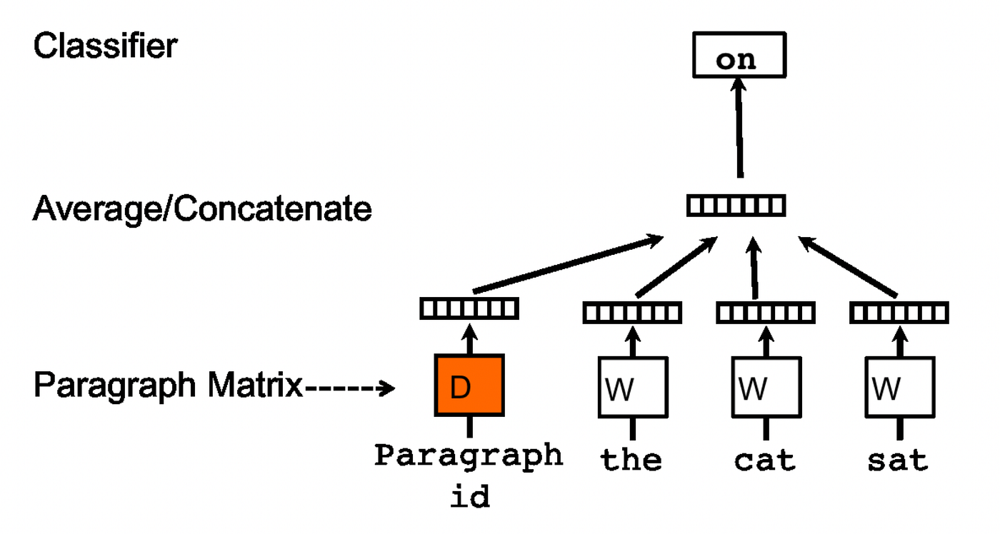 Classifier
on
Average/Concatenate
Paragraph Matrix
D
W
W
W
Paragraph
id
the
cat
sat